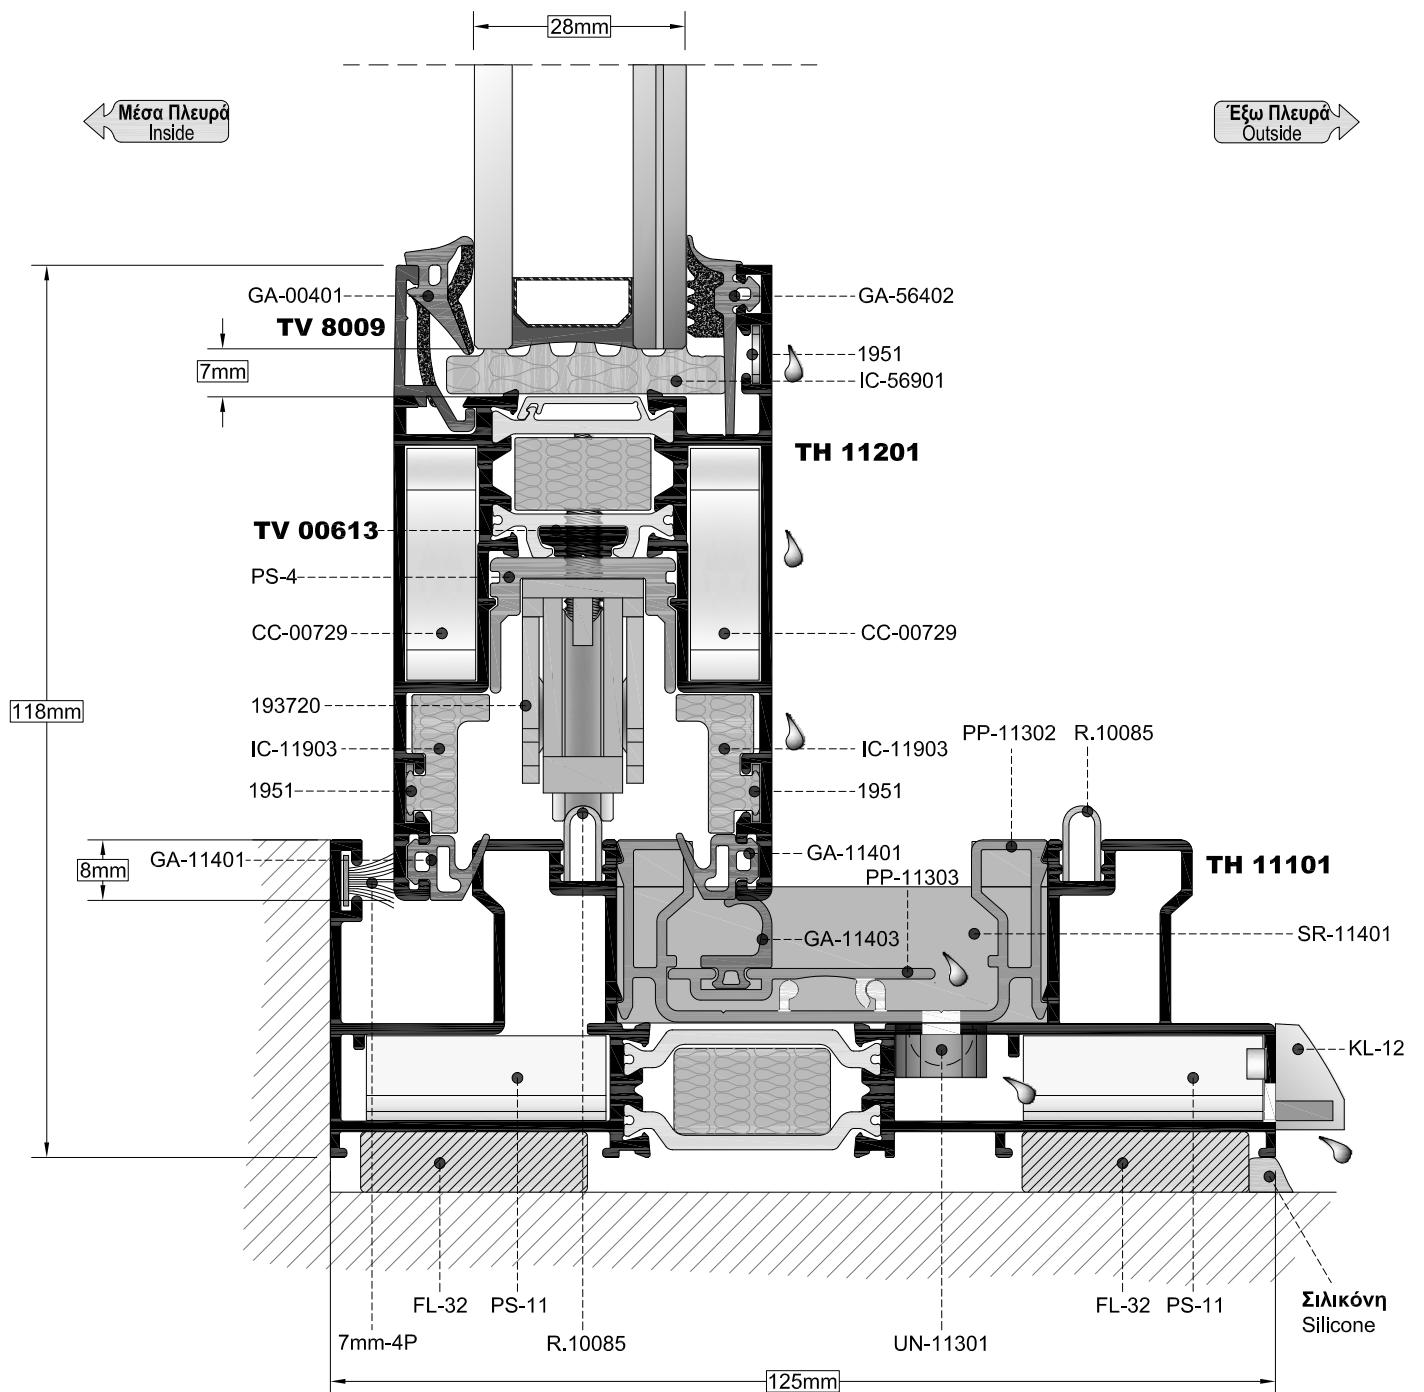 28mm
Μέσα Πλευρά
Inside
Έξω Πλευρά
Outside
GA-00401
GA-56402
TV 8009
1951
7mm
IC-56901
TH 11201
TV 00613
PS-4
CC-00729
CC-00729
118mm
193720
IC-11903
IC-11903
PP-11302
R.10085
1951
1951
8mm
GA-11401
GA-11401
PP-11303
TH 11101
GA-11403
SR-11401
KL-12
FL-32
PS-11
FL-32
PS-11
Σιλικόνη
Silicone
7mm-4P
R.10085
UN-11301
125mm